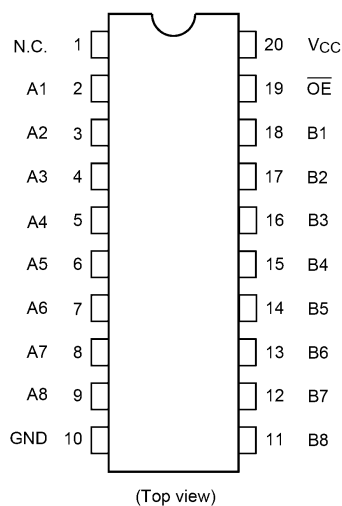 N.C. 1 20 VCC
A1 2 19 OE
A2 3 18 B1
A3 4 17 B2
A4 5 16 B3
A5 6 15 B4
A6 7 14 B5
A7 8 13 B6
A8 9 12 B7
GND 10 11 B8
(Top view)